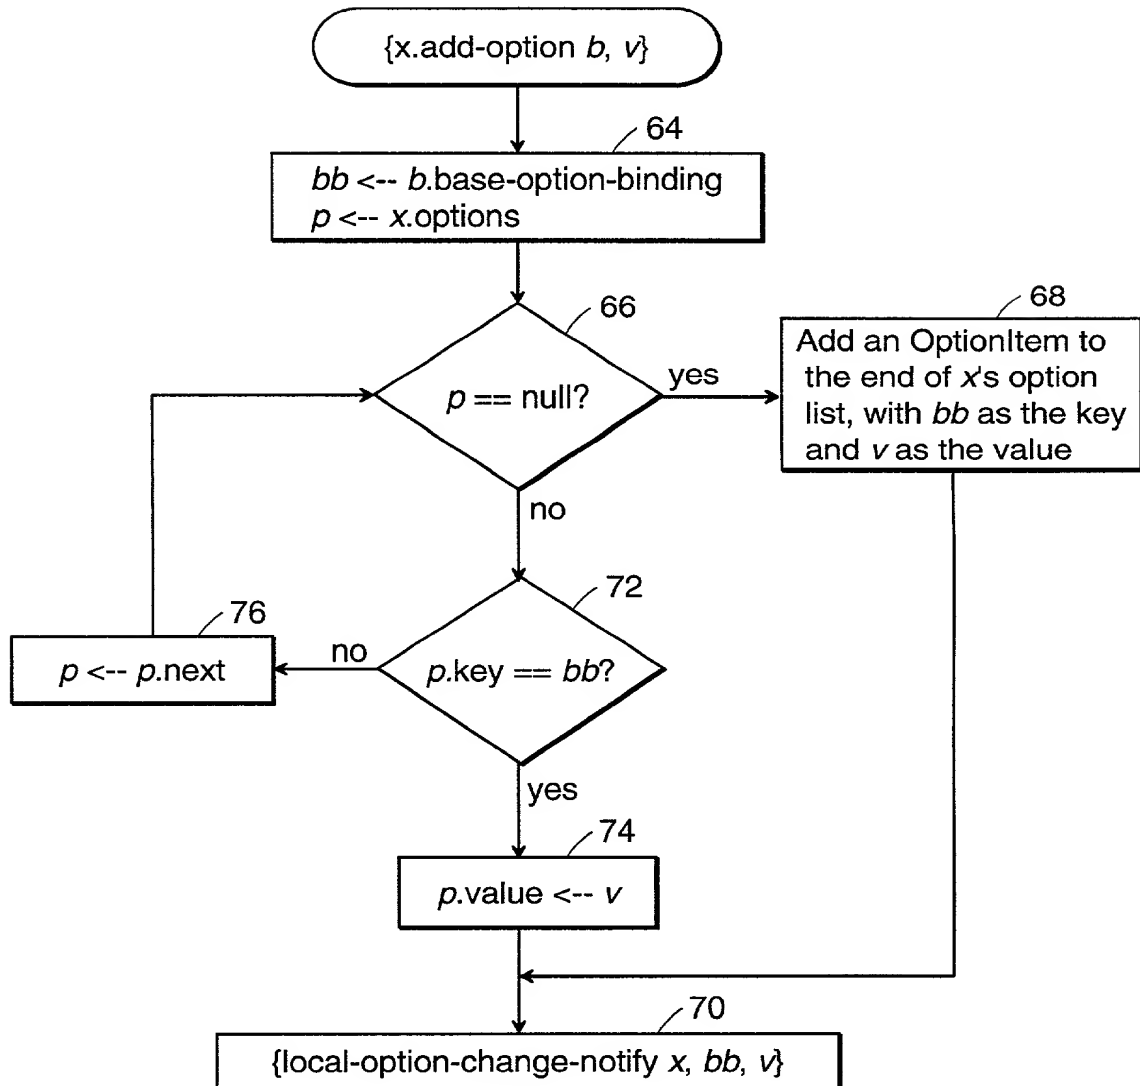 {x.add-option b, v}
64
bb <-- b.base-option-binding
p <-- x.options
66
68
Add an OptionItem to
the end of x's option
list, with bb as the key
and v as the value
p == null?
yes
no
72
76
p <-- p.next
no
p.key == bb?
yes
74
p.value <-- v
70
{local-option-change-notify x, bb, v}